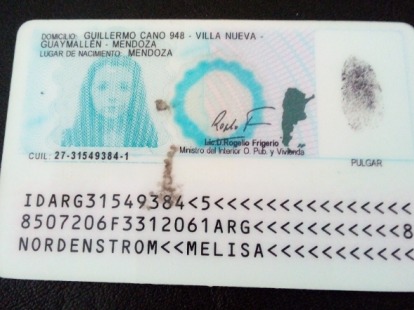 DOMICILIO: GUILLERMO CANO 948 - VILLA NUEVA -
GUAYMALLÉN - MENDOZA
LUGAR DE NACIMIENTO: MENDOZA
Lic.D.Rogelio Frigerio
Ministro del Interior O. Pub. y Vivienda
CUIL: 27-31549384-1
PULGAR
IDARG31549384<5<<<<<<<<<<<<<<<
8507206F3312061ARG<<<<<<<<<<<8
NORDENSTROM<<MELISA<<<<<<<<<<<